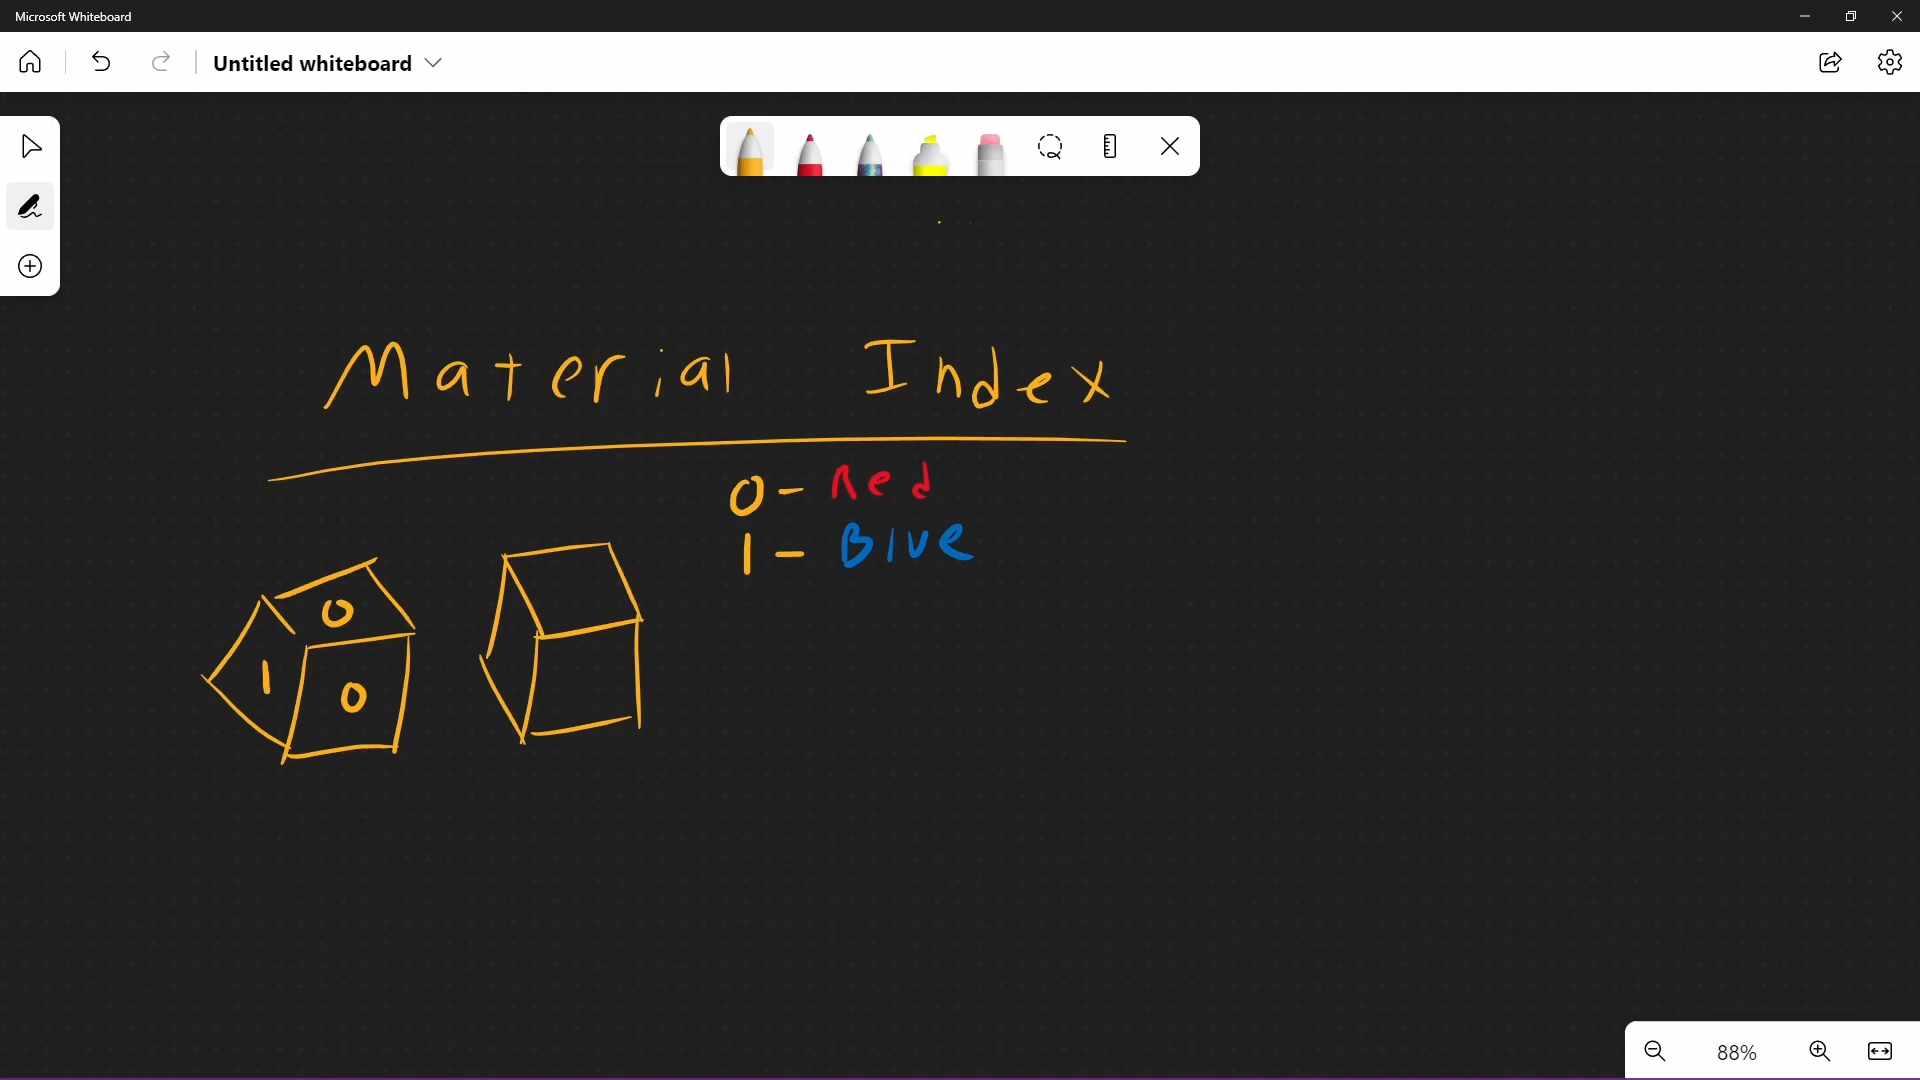 Microsoft Whiteboard
Untitled whiteboard
Material Index
0 - Red
1 - Blue
0
1
0
88%